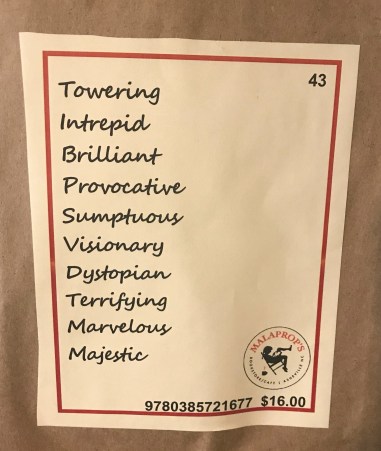 43
Towering
Intrepid
Brilliant
Provocative
Sumptuous
Visionary
Dystopian
Terrifying
Marvelous
Majestic
MALAPROP'S
9780385721677 $16.00